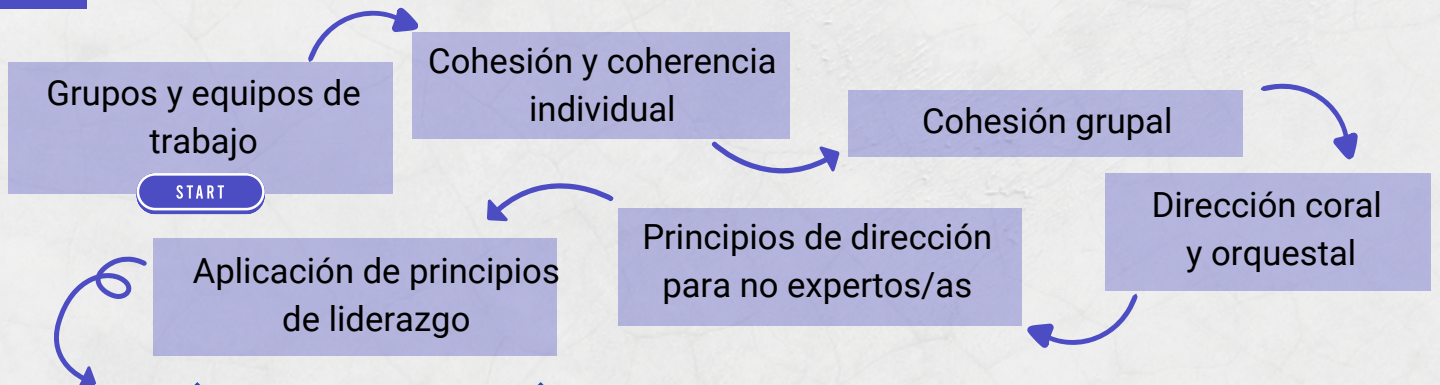 Grupos y equipos de
trabajo
START
Cohesión y coherencia
individual
Cohesión grupal
Dirección coral
y orquestal
Principios de dirección
para no expertos/as
Aplicación de principios
de liderazgo